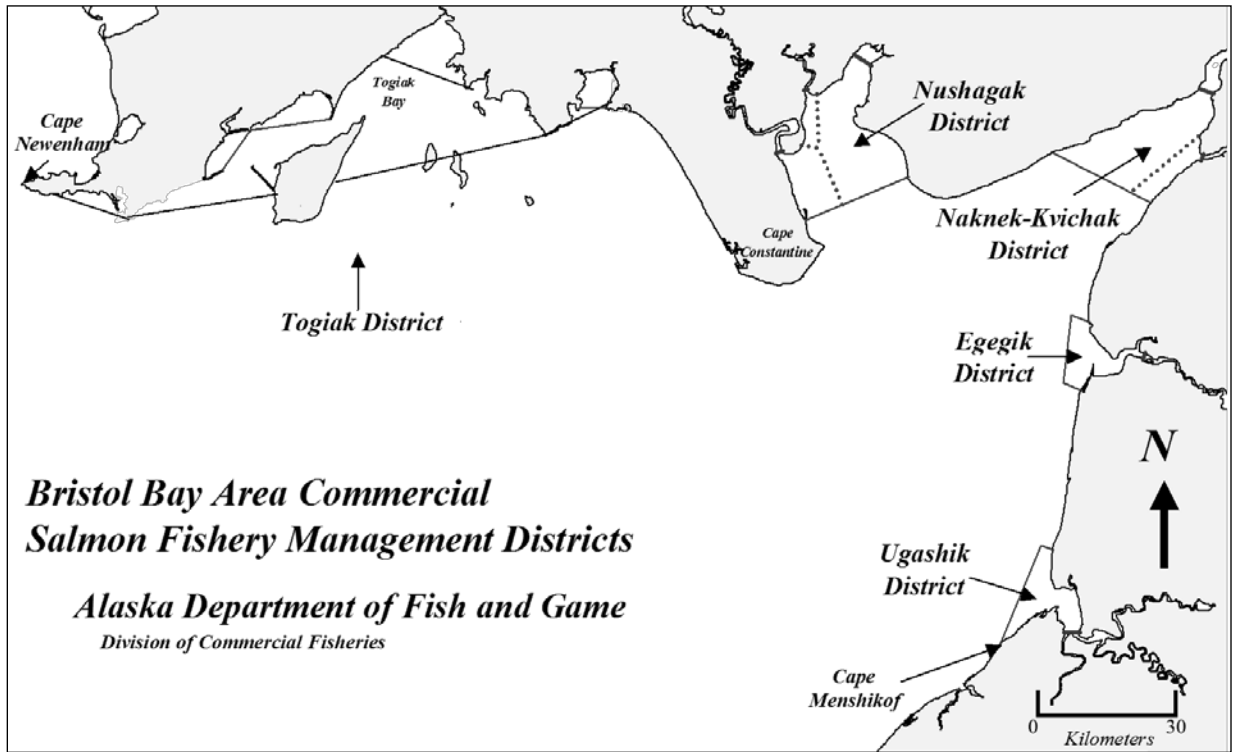 Togiak
Bay
Cape
Newenham
Nushagak
District
Naknek-Kvichak
District
Cape
Constantine
Togiak District
Egegik
District
N
Bristol Bay Area Commercial
Salmon Fishery Management Districts
Ugashik
District
Alaska Department of Fish and Game
Division of Commercial Fisheries
Cape
Menshikof
0 30
Kilometers